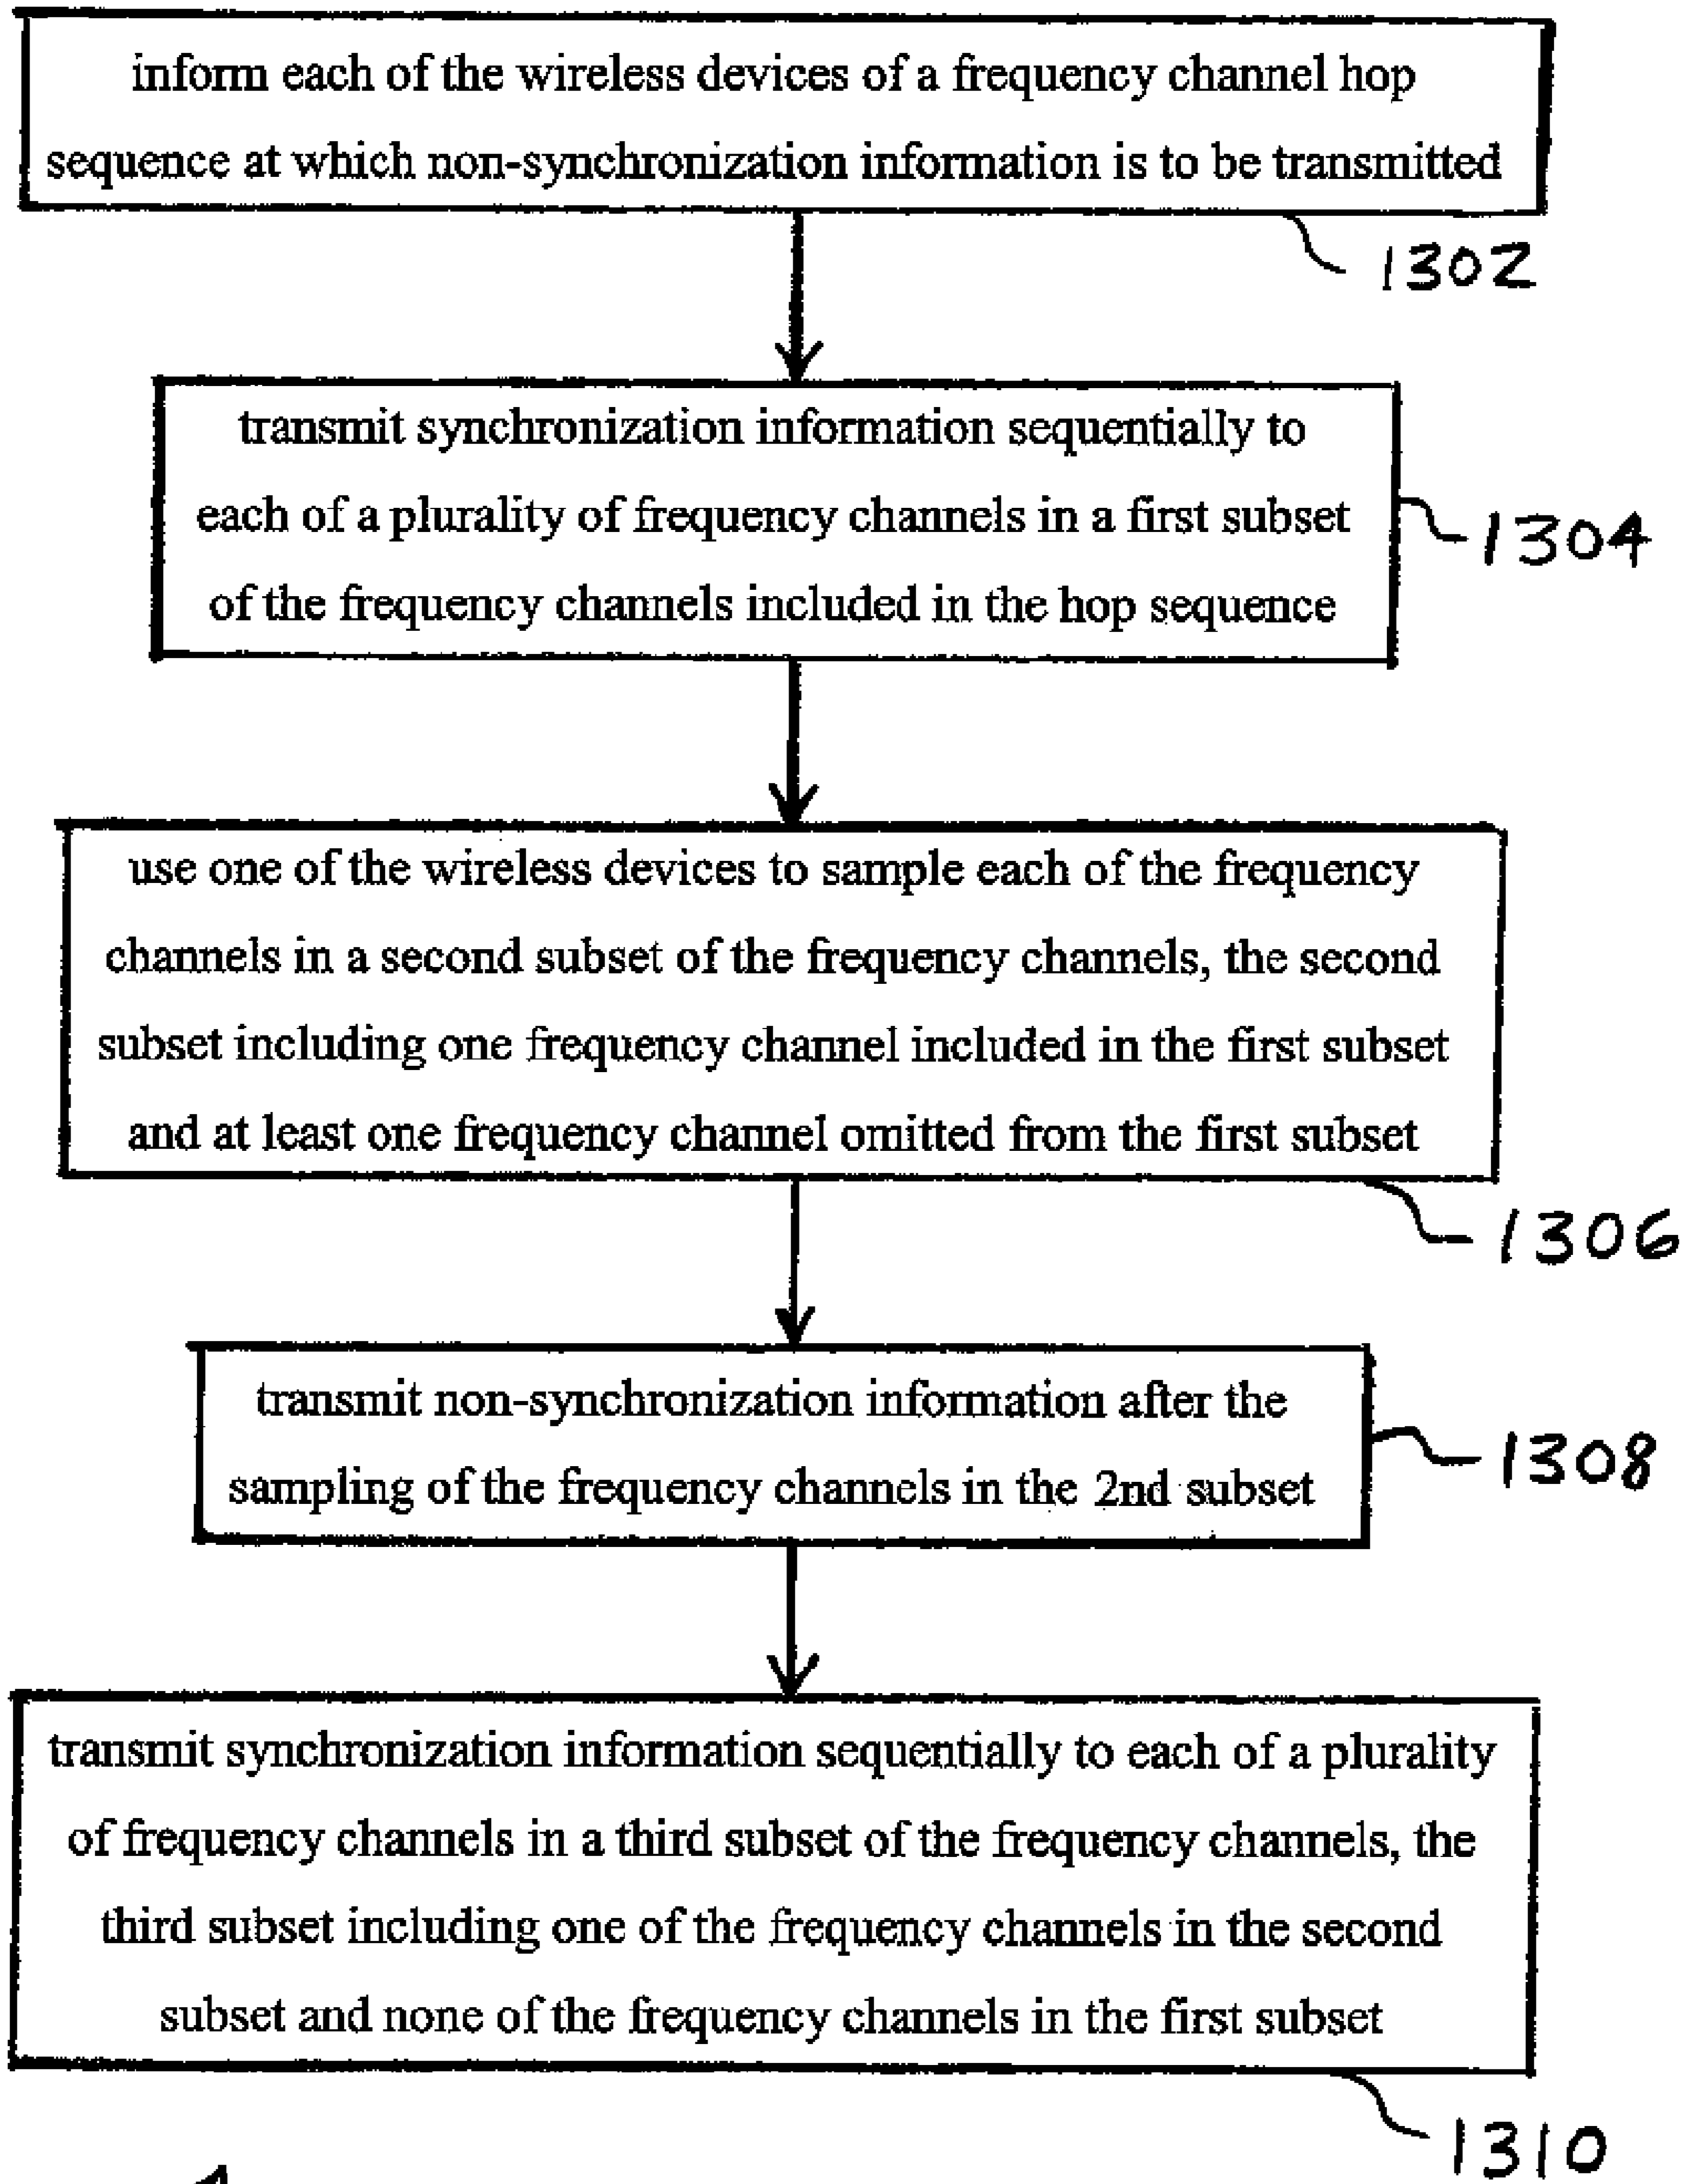 inform each of the wireless devices of a frequency channel hop
sequence at which non-synchronization information is to be transmitted
1302
transmit synchronization information sequentially to
each of a plurality of frequency channels in a first subset
of the frequency channels included in the hop sequence
1304
use one of the wireless devices to sample each of the frequency
channels in a second subset of the frequency channels, the second
subset including one frequency channel included in the first subset
and at least one frequency channel omitted from the first subset
1306
transmit non-synchronization information after the
sampling of the frequency channels in the 2nd subset
1308
transmit synchronization information sequentially to each of a plurality
of frequency channels in a third subset of the frequency channels, the
third subset including one of the frequency channels in the second
subset and none of the frequency channels in the first subset
1310